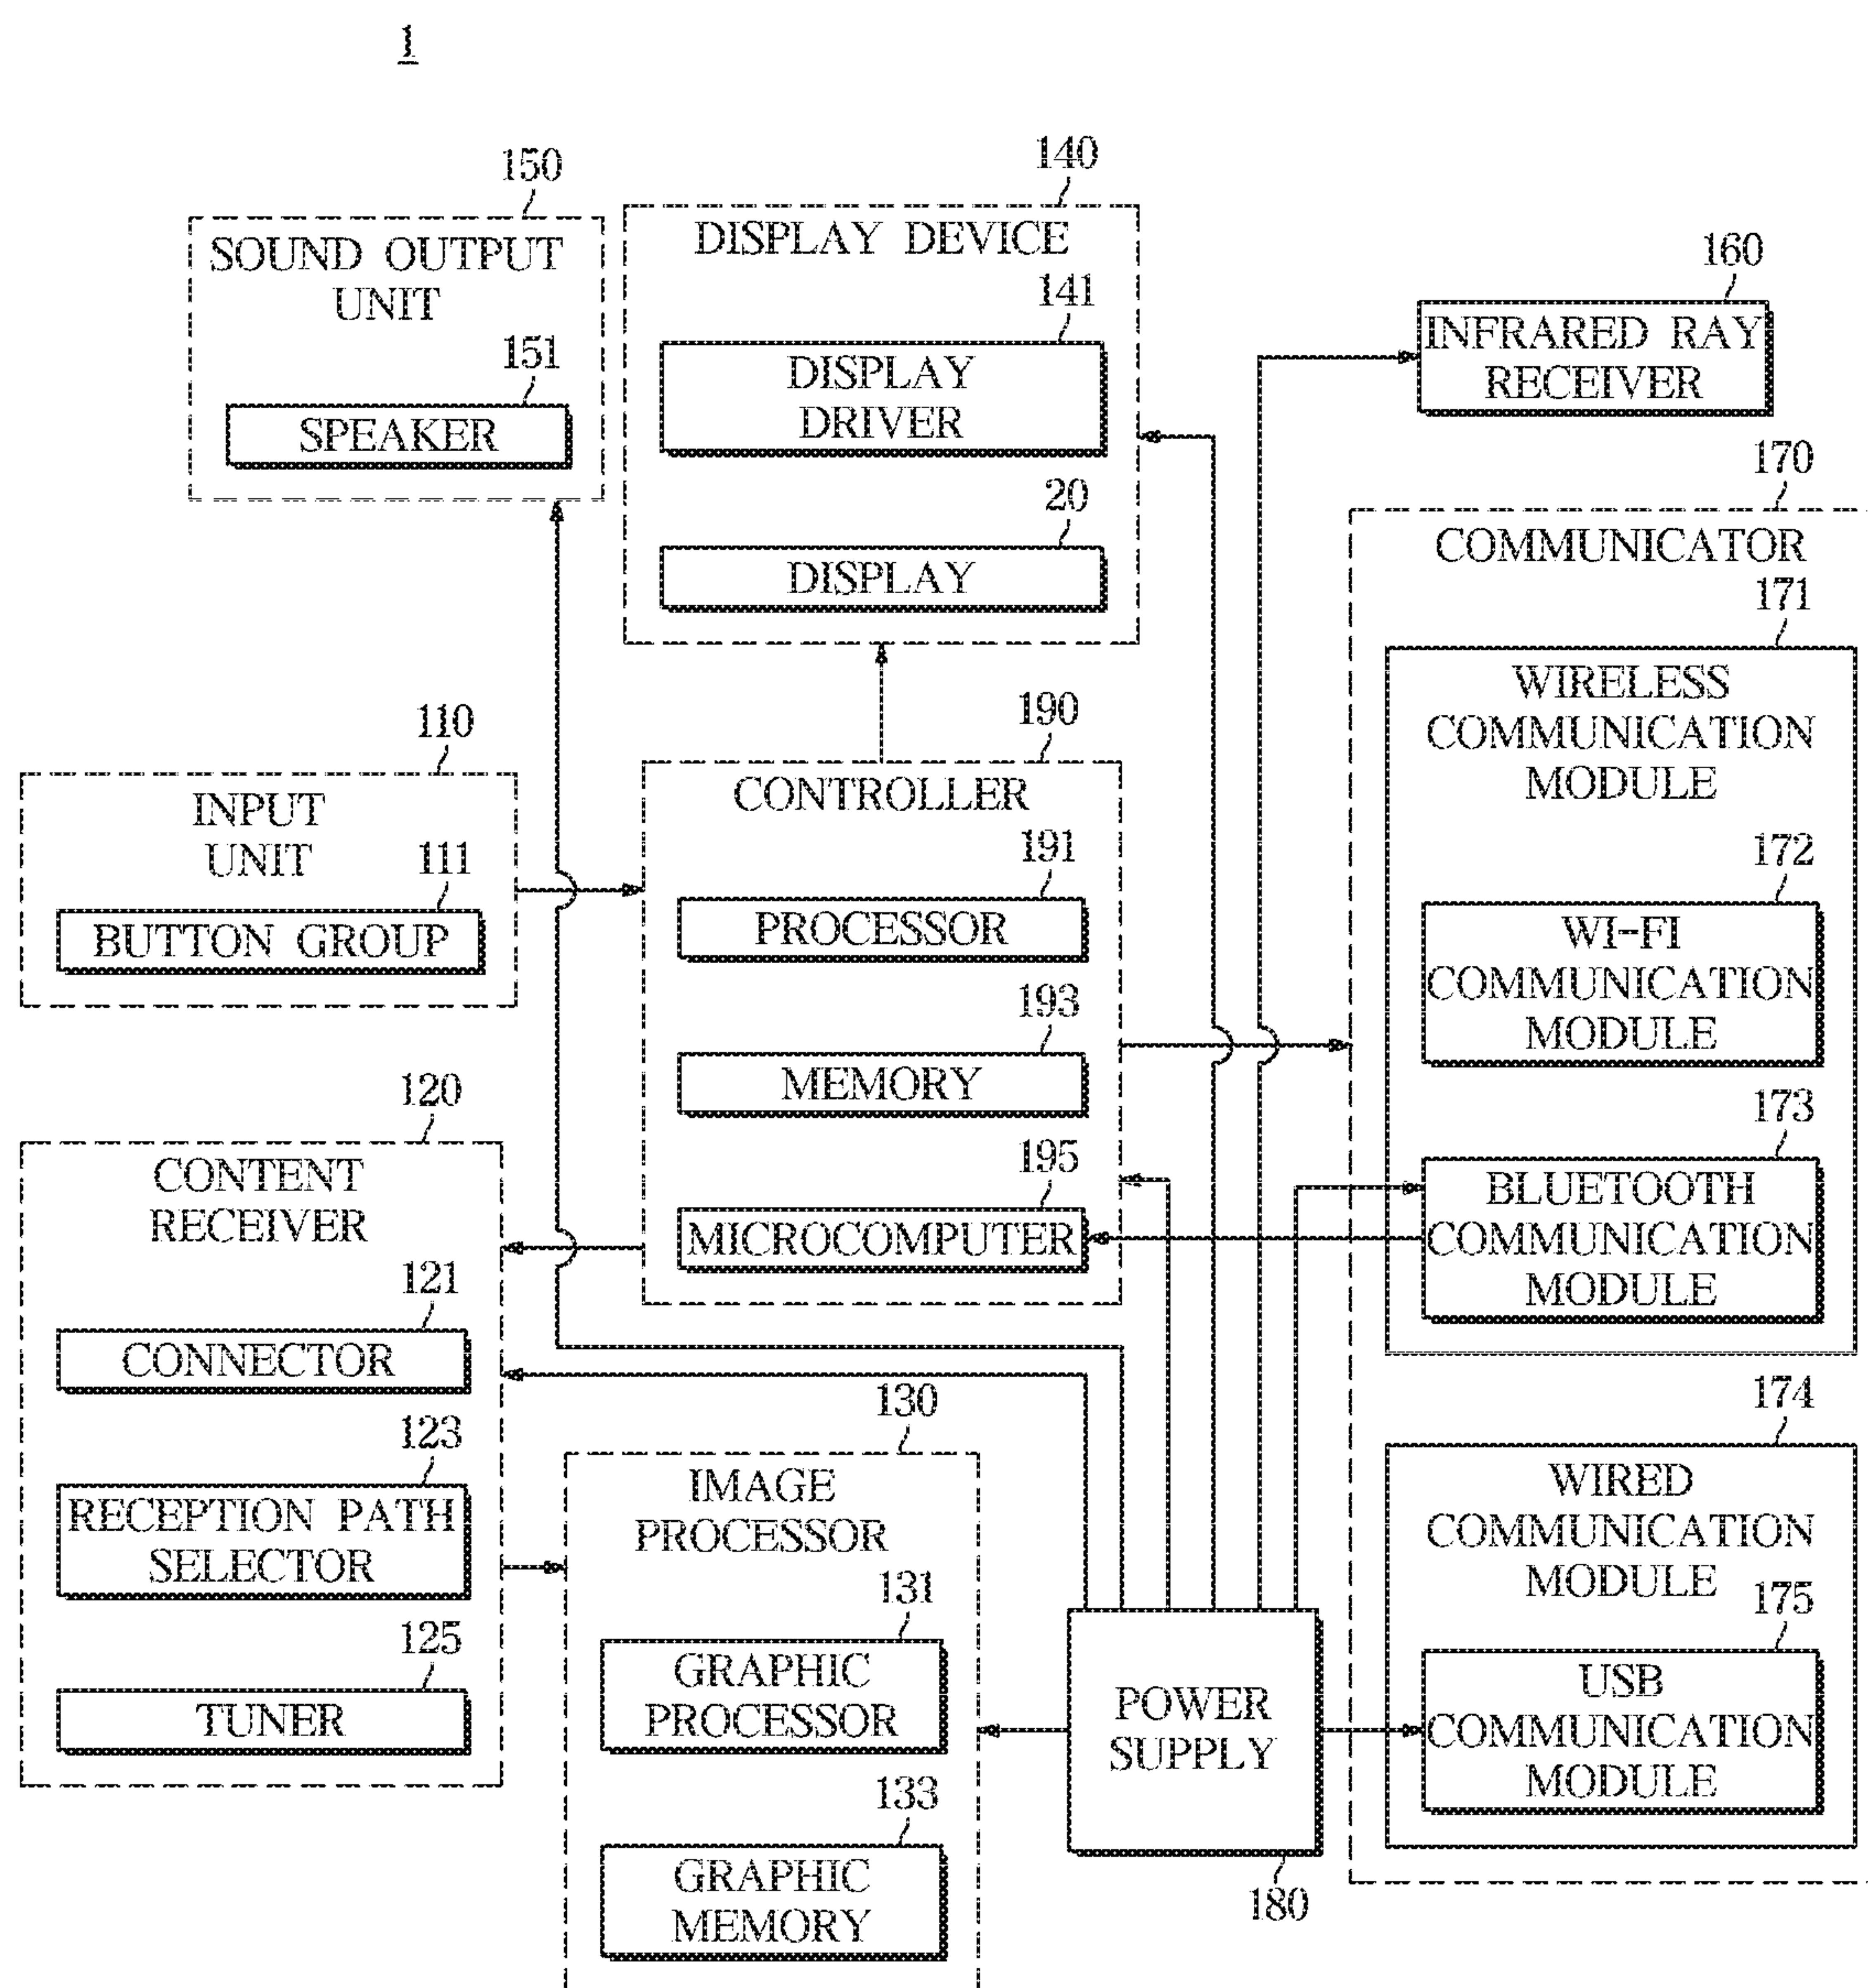 1
150
SOUND OUTPUT
UNIT
151
SPEAKER
140
DISPLAY DEVICE
141
DISPLAY
DRIVER
20
DISPLAY
160
INFRARED RAY
RECEIVER
110
INPUT
UNIT
111
BUTTON GROUP
190
CONTROLLER
191
PROCESSOR
193
MEMORY
195
MICROCOMPUTER
170
COMMUNICATOR
171
WIRELESS
COMMUNICATION
MODULE
172
WI-FI
COMMUNICATION
MODULE
173
BLUETOOTH
COMMUNICATION
MODULE
174
WIRED
COMMUNICATION
MODULE
175
USB
COMMUNICATION
MODULE
120
CONTENT
RECEIVER
121
CONNECTOR
123
RECEPTION PATH
SELECTOR
125
TUNER
130
IMAGE
PROCESSOR
131
GRAPHIC
PROCESSOR
133
GRAPHIC
MEMORY
POWER
SUPPLY
180